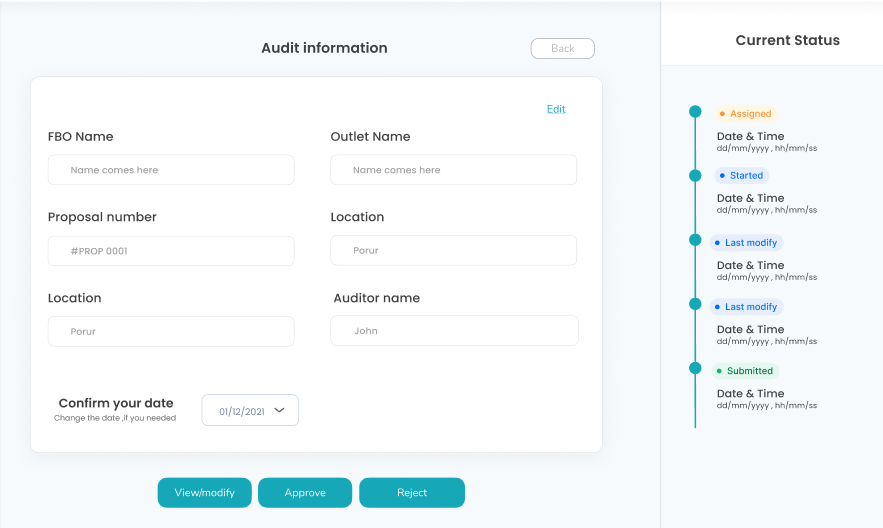 Audit information
Back
Edit
FBO Name
Outlet Name
Name comes here
Name comes here
Proposal number
Location
#PROP 0001
Porur
Location
Auditor name
Porur
John
Confirm your date
Change the date ,if you needed
01/12/2021
View/modify
Approve
Reject
Current Status
Assigned
Date & Time
dd/mm/yyyy , hh/mm/ss
Started
Date & Time
dd/mm/yyyy , hh/mm/ss
Last modify
Date & Time
dd/mm/yyyy , hh/mm/ss
Last modify
Date & Time
dd/mm/yyyy , hh/mm/ss
Submitted
Date & Time
dd/mm/yyyy , hh/mm/ss